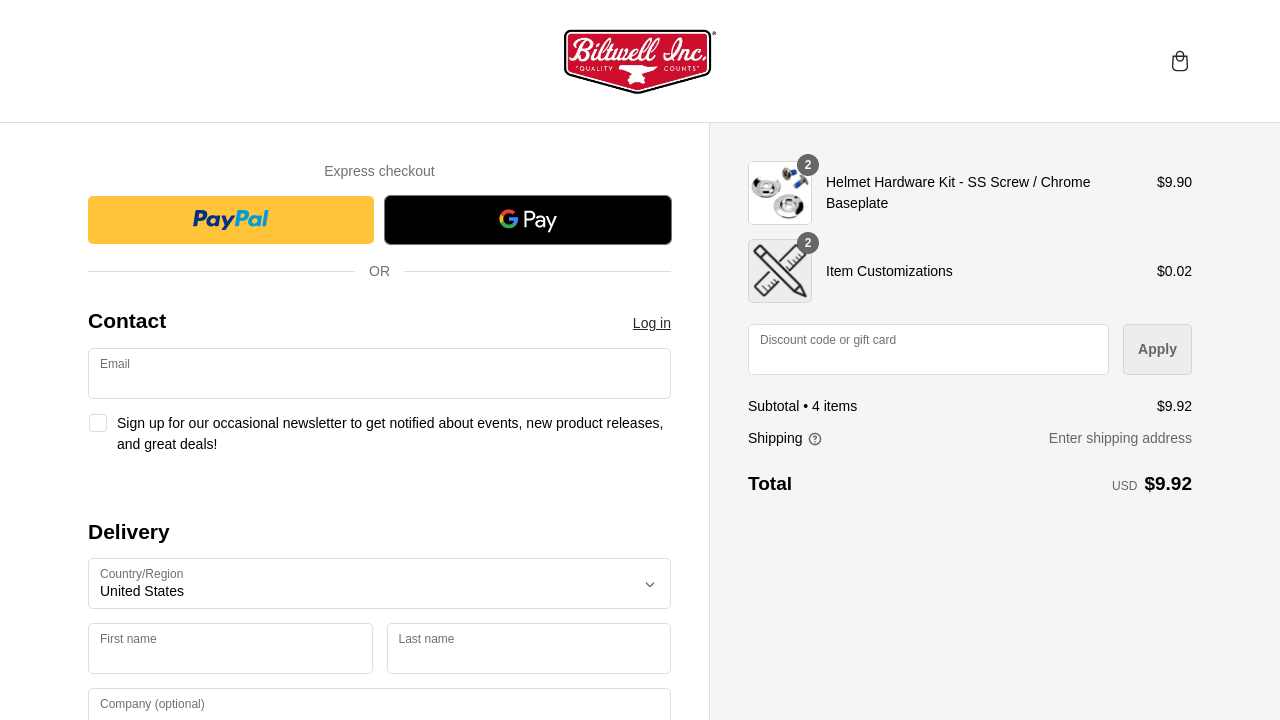 Biltwell Inc.
"QUALITY COUNTS"
Express checkout
PayPal
G Pay
OR
Contact
Log in
Email
Sign up for our occasional newsletter to get notified about events, new product releases,
and great deals!
Delivery
Country/Region
United States
First name
Last name
Company (optional)
2
Helmet Hardware Kit - SS Screw / Chrome
Baseplate
$9.90
2
Item Customizations
$0.02
Discount code or gift card
Apply
Subtotal • 4 items
$9.92
Shipping
Enter shipping address
Total
USD $9.92